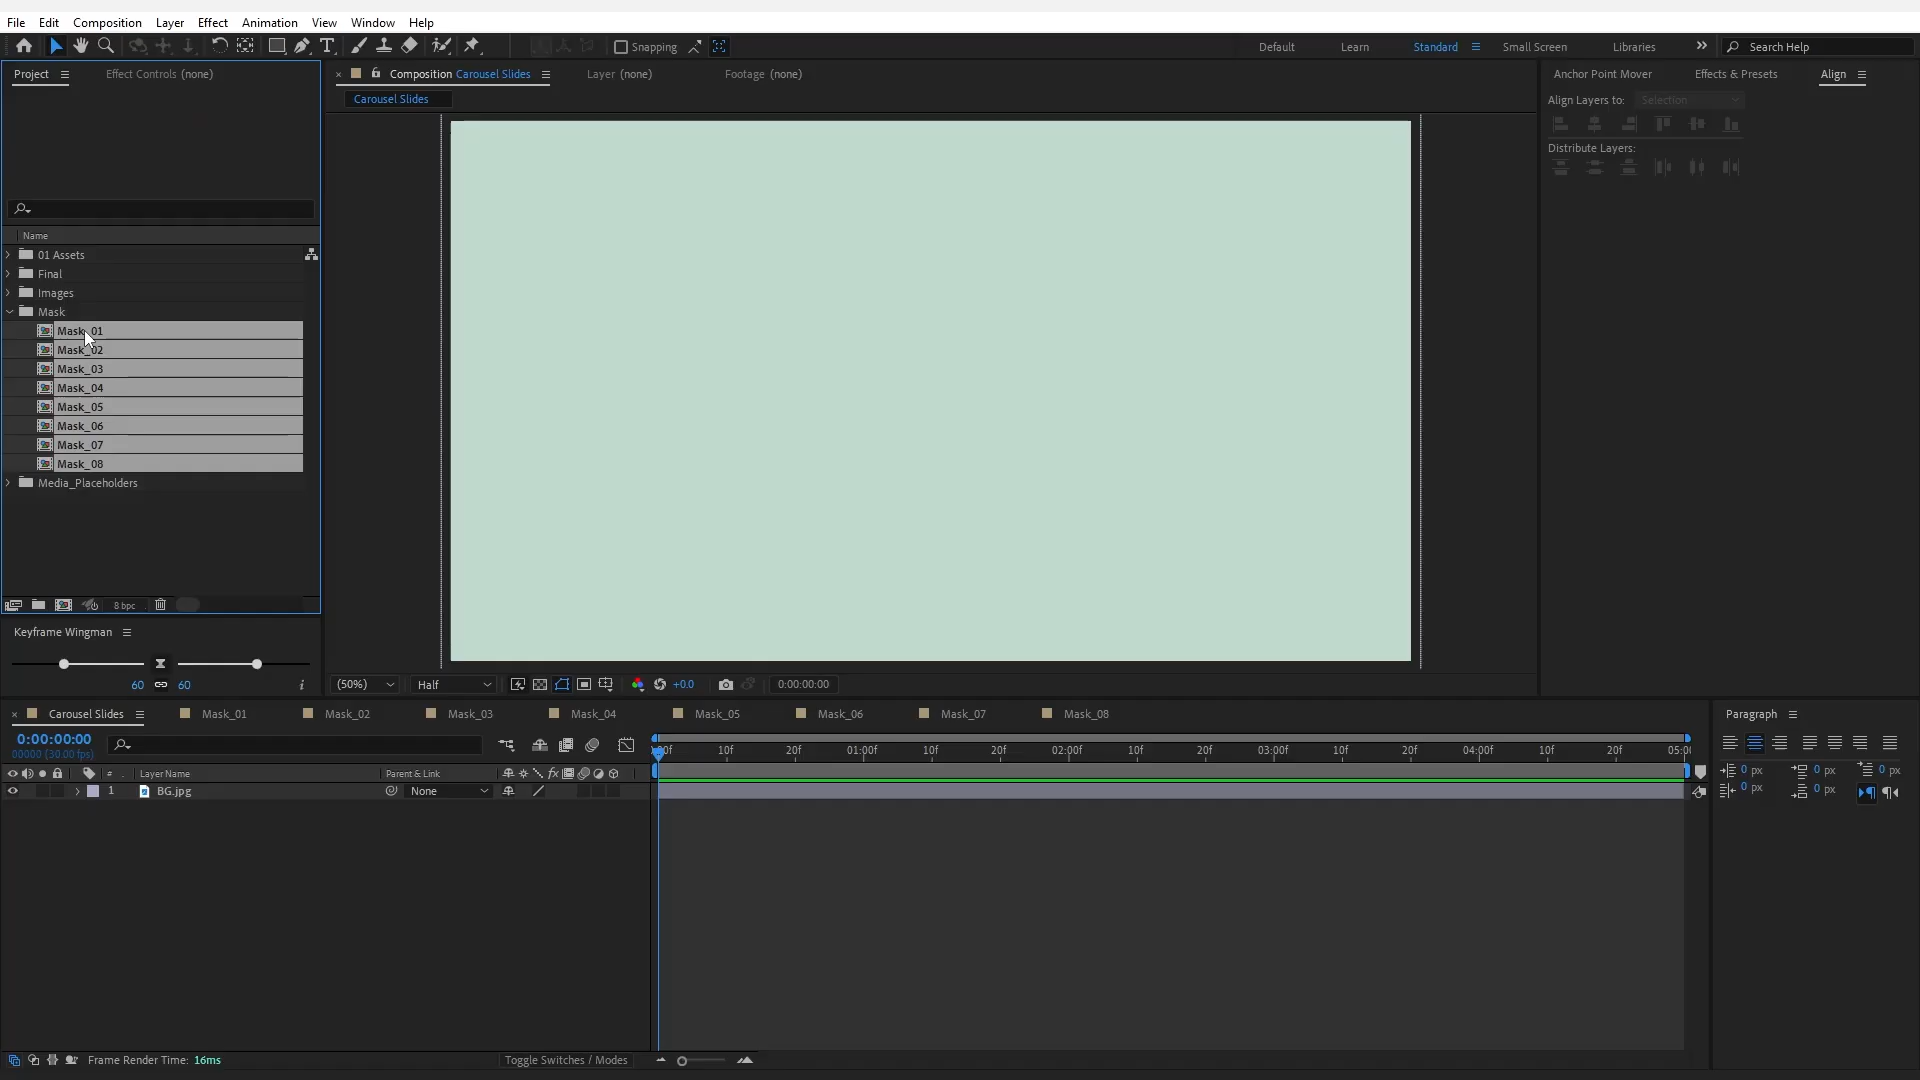 File Edit Composition Layer Effect Animation View Window Help
Snapping Default Learn Standard Small Screen Libraries Search Help
Project Effect Controls (none) Composition Carousel Slides Layer (none) Footage (none) Anchor Point Mover Effects & Presets Align
Carousel Slides
Align Layers to: Selection
Distribute Layers:
Name
01 Assets
Final
Images
Mask
Mask_01
Mask_02
Mask_03
Mask_04
Mask_05
Mask_06
Mask_07
Mask_08
Media_Placeholders
8 bpc
Keyframe Wingman
60 60
(50%) Half +0.0 0:00:00:00
Carousel Slides Mask_01 Mask_02 Mask_03 Mask_04 Mask_05 Mask_06 Mask_07 Mask_08 Paragraph
0:00:00:00
00000 (30.00 fps)
10f 20f 01:00f 10f 20f 02:00f 10f 20f 03:00f 10f 20f 04:00f 10f 20f
# Layer Name Parent & Link fx
0 px 0 px 0 px
0 px 0 px
1 BG.jpg None
Frame Render Time: 16ms Toggle Switches / Modes